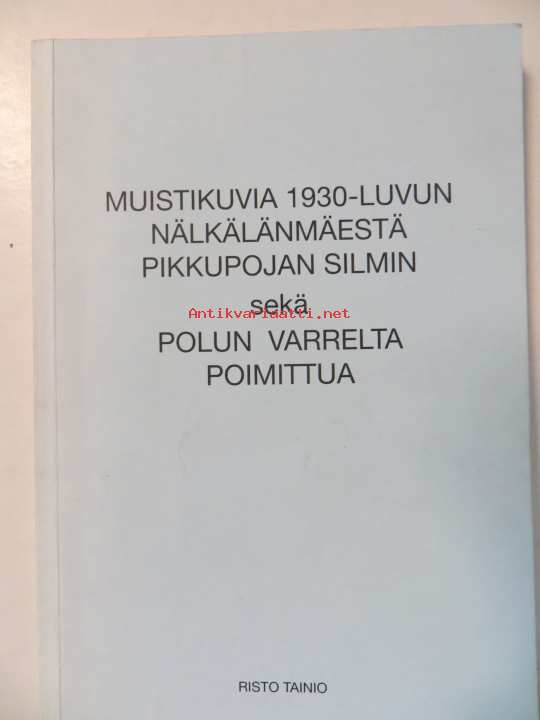 MUISTIKUVIA 1930-LUVUN
NÄLKÄLÄNMÄESTÄ
PIKKUPOJAN SILMIN
sekä
Antikvariaatti.net
POLUN VARRELTA
POIMITTUA
RISTO TAINIO